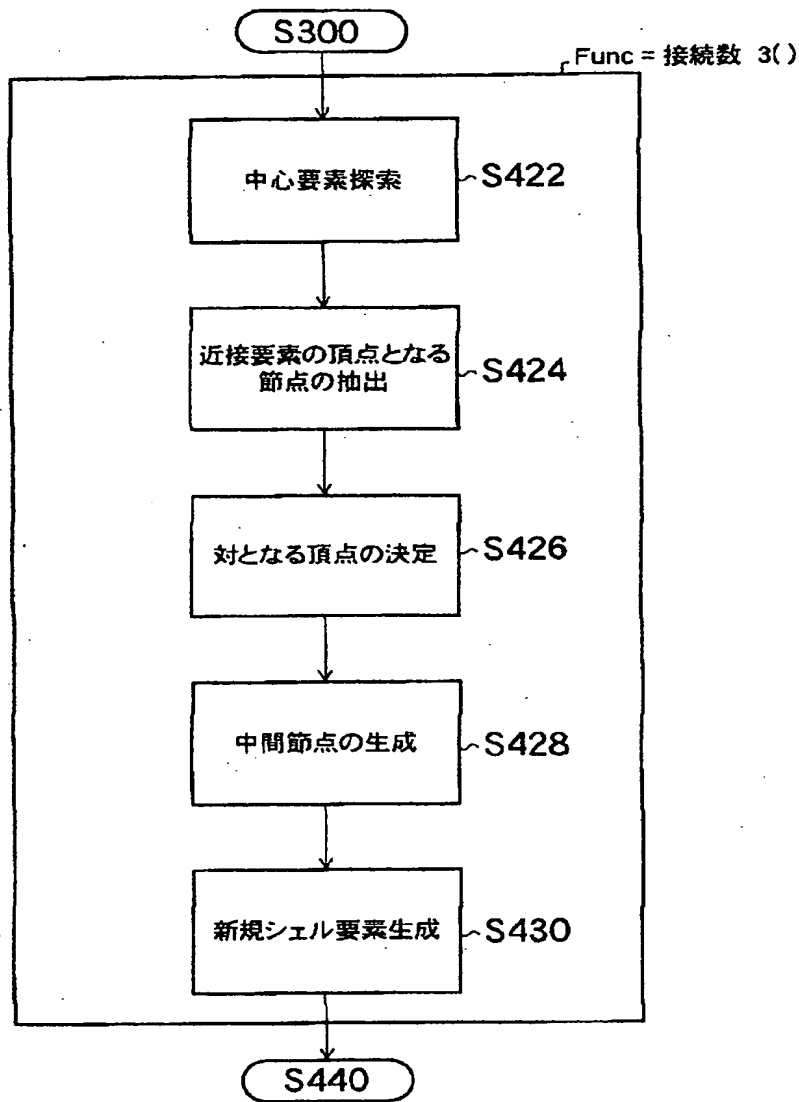 S300
Func = 接続数 3()
中心要素探索
S422
近接要素の頂点となる
節点の抽出
S424
対となる頂点の決定
S426
中間節点の生成
S428
新規シェル要素生成
S430
S440